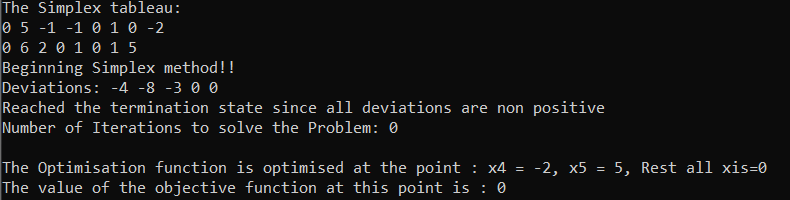 The Simplex tableau:
0 5 -1 -1 0 1 0 -2
0 6 2 0 1 0 1 5
Beginning Simplex method!!
Deviations: -4 -8 -3 0 0
Reached the termination state since all deviations are non positive
Number of Iterations to solve the Problem: 0
The Optimisation function is optimised at the point : x4 = -2, x5 = 5, Rest all xis=0
The value of the objective function at this point is : 0